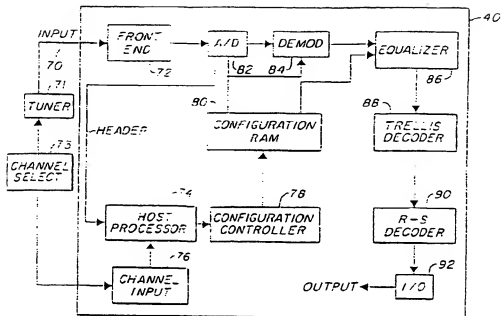 INPUT
40
70
FRONT
END
A/D
DEMOD
EQUALIZER
71
72
82
84
86
TUNER
80
88
HEADER
CONFIGURATION
RAM
TRELLIS
DECODER
73
CHANNEL
SELECT
74
78
90
HOST
PROCESSOR
CONFIGURATION
CONTROLLER
R-S
DECODER
76
92
CHANNEL
INPUT
OUTPUT
I/O